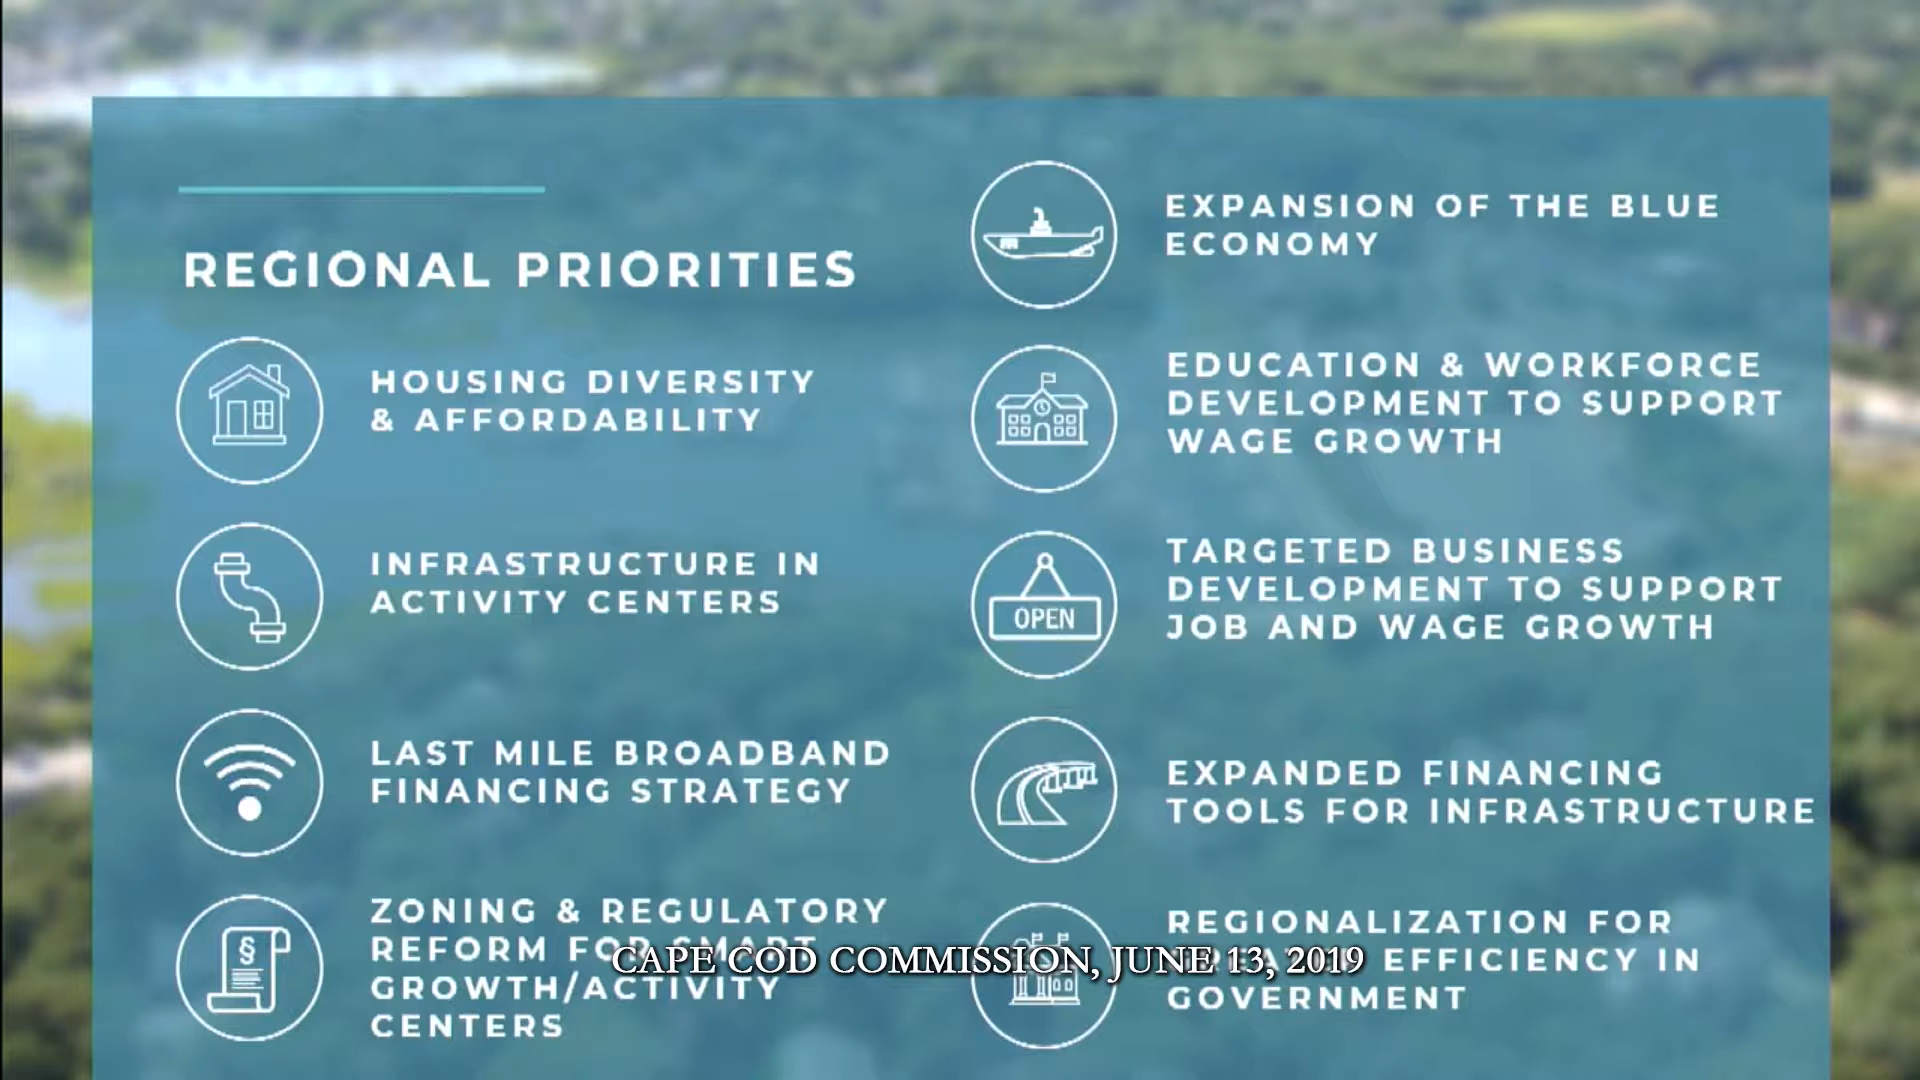 REGIONAL PRIORITIES
HOUSING DIVERSITY
& AFFORDABILITY
INFRASTRUCTURE IN
ACTIVITY CENTERS
LAST MILE BROADBAND
FINANCING STRATEGY
§
ZONING & REGULATORY
REFORM FOR SMART
GROWTH/ACTIVITY
CENTERS
EXPANSION OF THE BLUE
ECONOMY
EDUCATION & WORKFORCE
DEVELOPMENT TO SUPPORT
WAGE GROWTH
OPEN
TARGETED BUSINESS
DEVELOPMENT TO SUPPORT
JOB AND WAGE GROWTH
EXPANDED FINANCING
TOOLS FOR INFRASTRUCTURE
REGIONALIZATION FOR
EFFICIENCY IN
GOVERNMENT
CAPE COD COMMISSION, JUNE 13, 2019